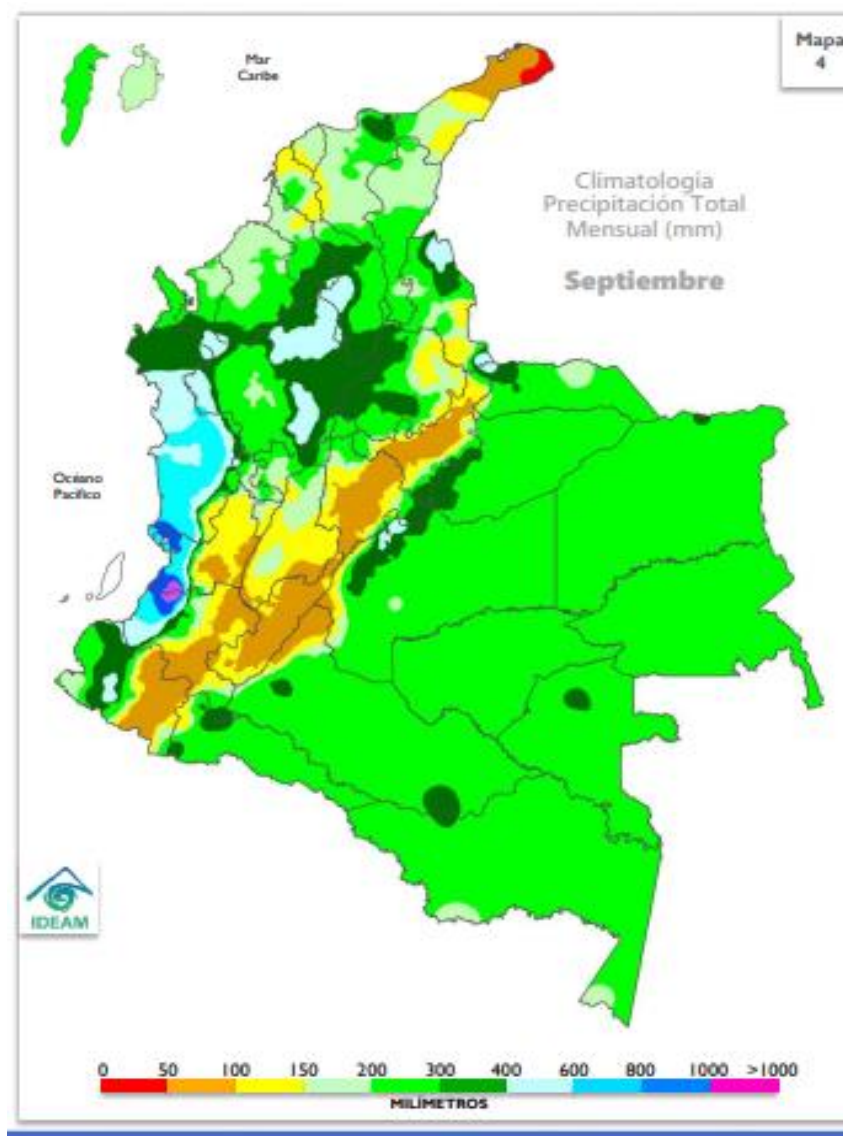 Mapa
4
Mar
Caribe
Climatología
Precipitación Total
Mensual (mm)
Septiembre
Océano
Pacífico
IDEAM
0 50 100 150 200 300 400 600 800 1000 >1000
MILÍMETROS